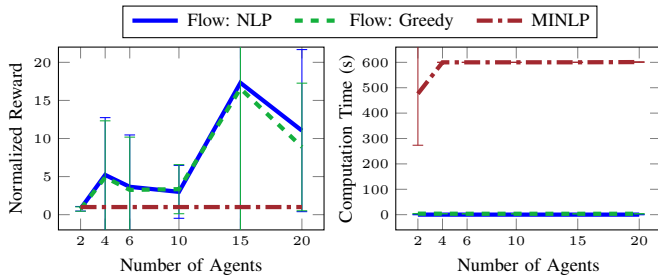 Flow: NLP Flow: Greedy MINLP
Normalized Reward
20
15
10
5
0
2 4 6 10 15 20
Number of Agents
Computation Time (s)
600
500
400
300
200
100
0
2 4 6 10 15 20
Number of Agents